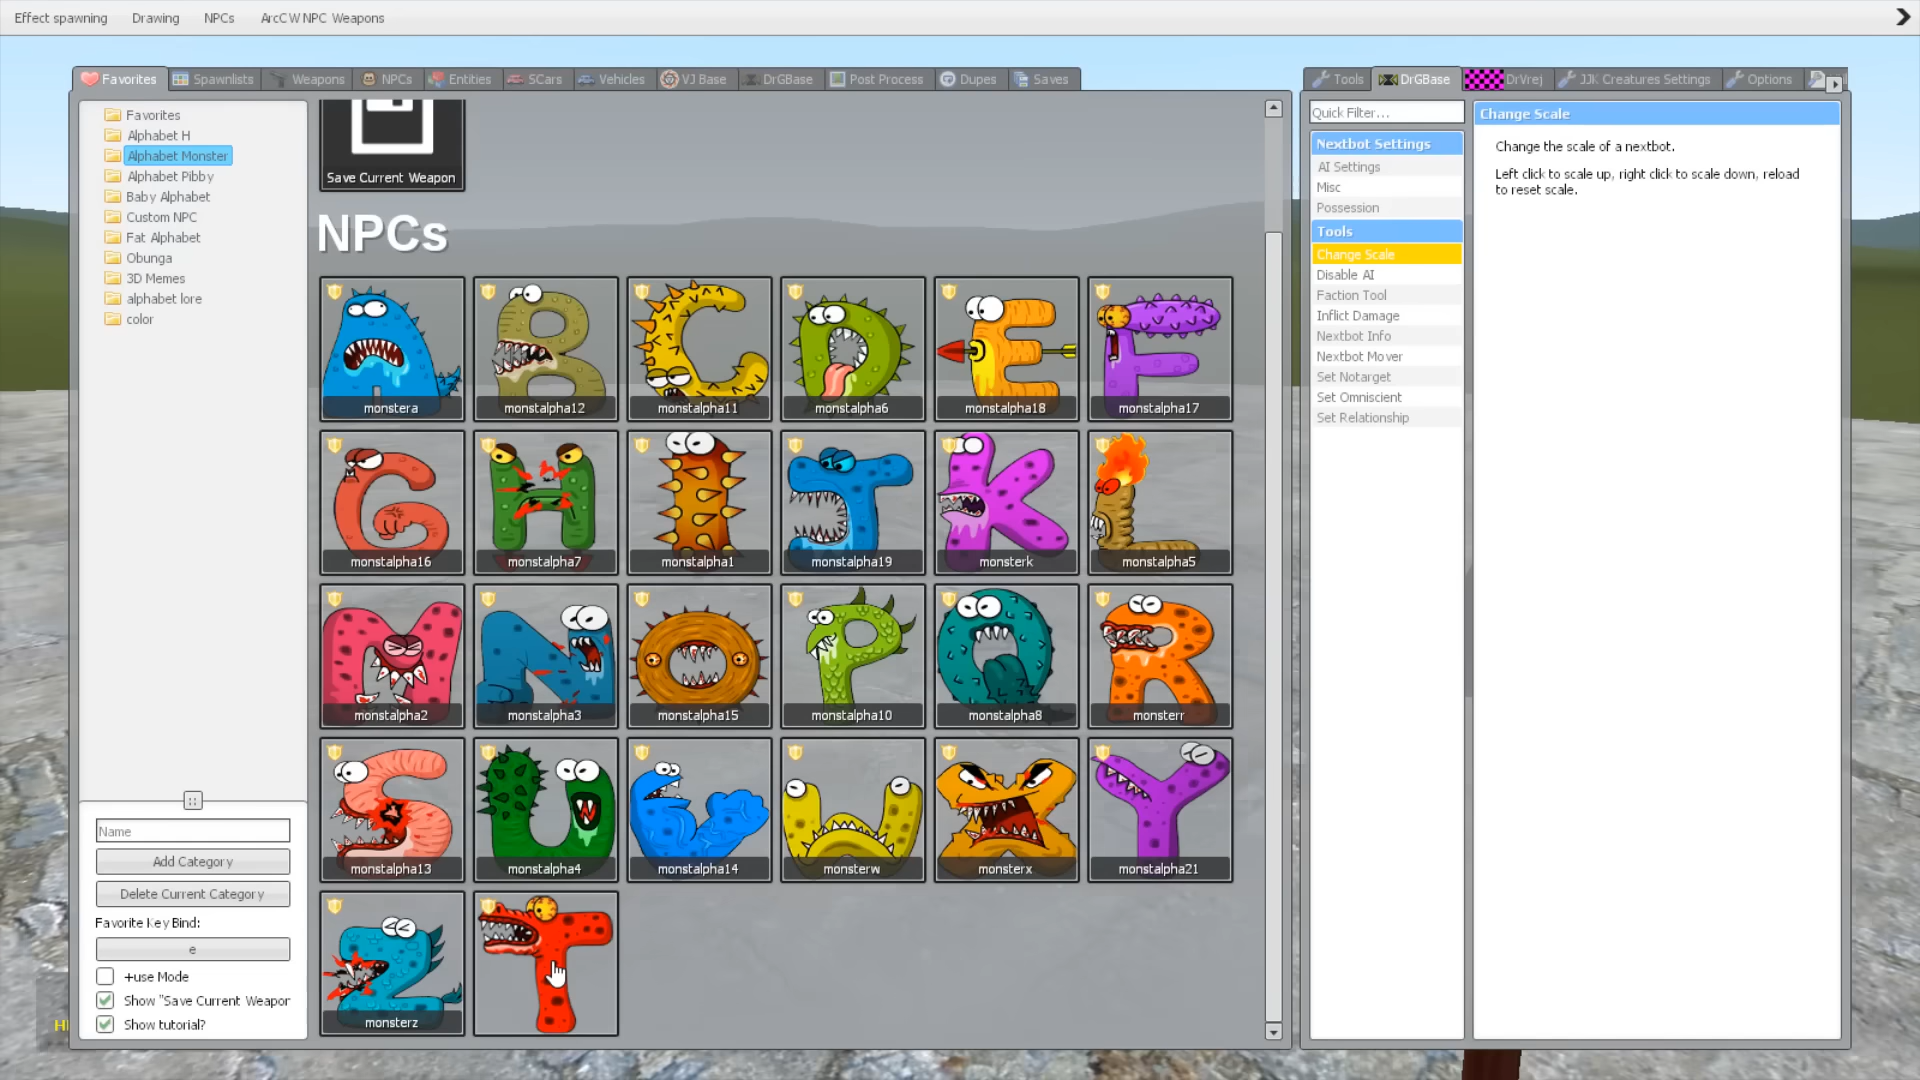 Effect spawning
Drawing
NPCs
ArcCW NPC Weapons
Favorites
Spawnlists
Weapons
NPCs
Entities
SCars
Vehicles
VJ Base
DrGBase
Post Process
Dupes
Saves
Favorites
Alphabet H
Alphabet Monster
Alphabet Pibby
Baby Alphabet
Custom NPC
Fat Alphabet
Obunga
3D Memes
alphabet lore
color
Name
Add Category
Delete Current Category
Favorite Key Bind:
e
+use Mode
Show "Save Current Weapon
Show tutorial?
Save Current Weapon
NPCs
monstera
monstalpha12
monstalpha11
monstalpha6
monstalpha18
monstalpha17
monstalpha16
monstalpha7
monstalpha1
monstalpha19
monsterk
monstalpha5
monstalpha2
monstalpha3
monstalpha15
monstalpha10
monstalpha8
monsterr
monstalpha13
monstalpha4
monstalpha14
monsterw
monsterx
monstalpha21
monsterz
Tools
DrGBase
DrVrej
JJK Creatures Settings
Options
Quick Filter...
Nextbot Settings
AI Settings
Misc
Possession
Tools
Change Scale
Disable AI
Faction Tool
Inflict Damage
Nextbot Info
Nextbot Mover
Set Notarget
Set Omniscient
Set Relationship
Change Scale
Change the scale of a nextbot.
Left click to scale up, right click to scale down, reload
to reset scale.